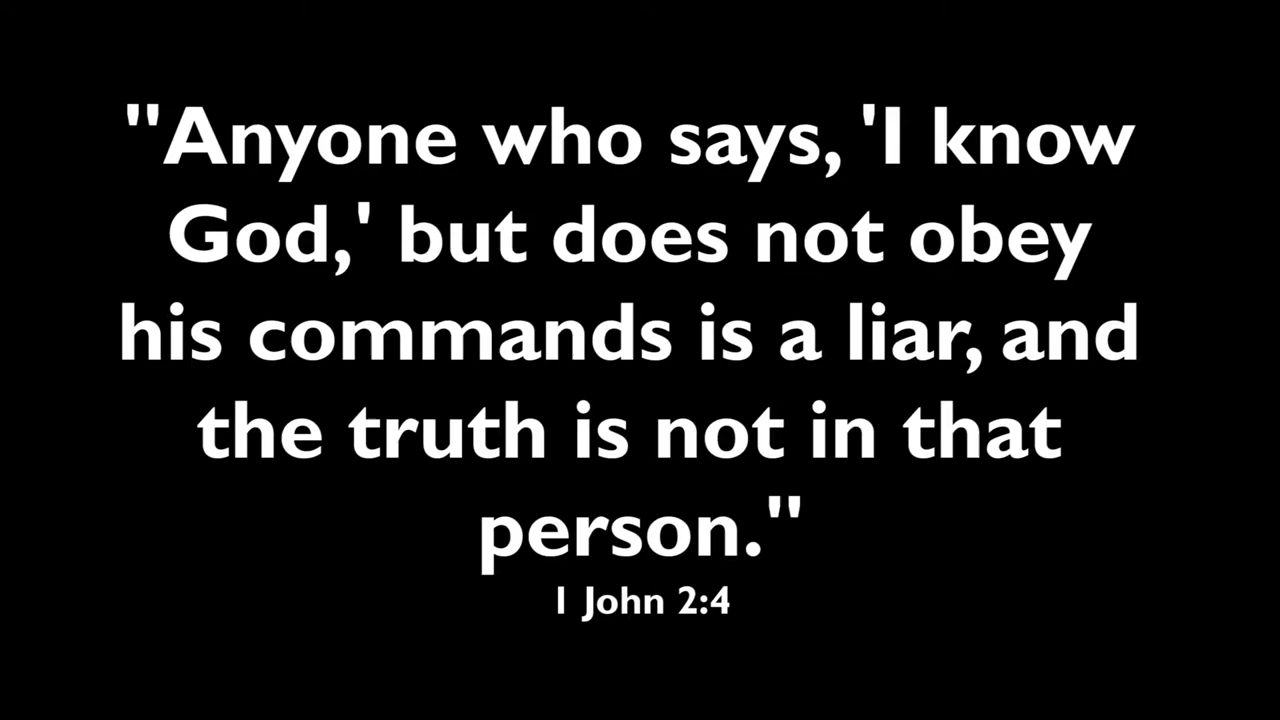 "Anyone who says, 'I know
God,' but does not obey
his commands is a liar, and
the truth is not in that
person."
1 John 2:4